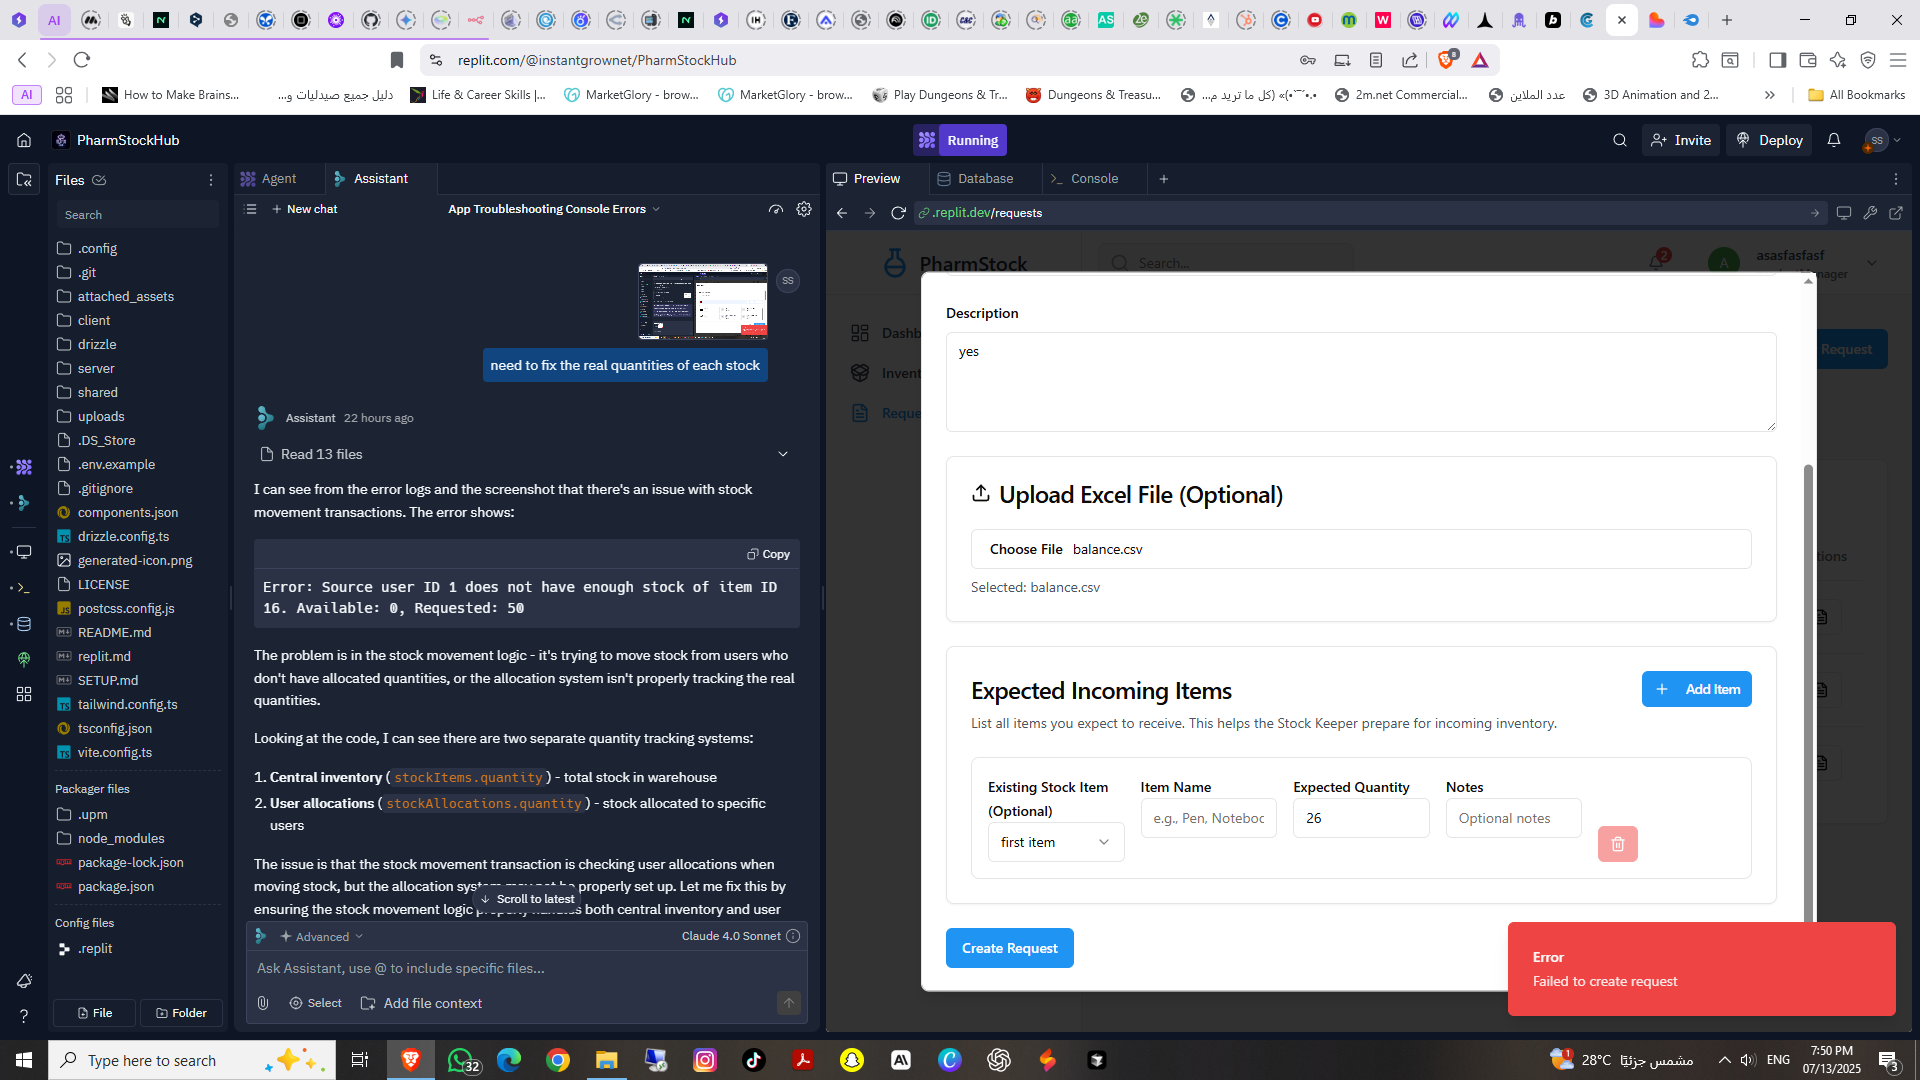 replit.com/@instantgrownet/PharmStockHub
8
AI
How to Make Brains...
دليل جميع صيدليات و...
Life & Career Skills |...
MarketGlory - brow...
MarketGlory - brow...
Play Dungeons & Tr...
Dungeons & Treasu...
2m.net Commercial...
عدد الملاين
3D Animation and 2...
All Bookmarks
PharmStockHub
Running
Invite
Deploy
SS
Files
Search
.config
.git
attached_assets
client
drizzle
server
shared
uploads
.DS_Store
.env.example
.gitignore
components.json
drizzle.config.ts
generated-icon.png
LICENSE
postcss.config.js
README.md
replit.md
SETUP.md
tailwind.config.ts
tsconfig.json
vite.config.ts
Packager files
.upm
node_modules
package-lock.json
package.json
Config files
.replit
File
Folder
Agent
Assistant
New chat
App Troubleshooting Console Errors
SS
need to fix the real quantities of each stock
Assistant 22 hours ago
Read 13 files
I can see from the error logs and the screenshot that there's an issue with stock
movement transactions. The error shows:
Copy
Error: Source user ID 1 does not have enough stock of item ID
16. Available: 0, Requested: 50
The problem is in the stock movement logic - it's trying to move stock from users who
don't have allocated quantities, or the allocation system isn't properly tracking the real
quantities.
Looking at the code, I can see there are two separate quantity tracking systems:
1. Central inventory ( stockItems.quantity ) - total stock in warehouse
2. User allocations ( stockAllocations.quantity ) - stock allocated to specific
users
The issue is that the stock movement transaction is checking user allocations when
moving stock, but the allocation system may not be properly set up. Let me fix this by
ensuring the stock movement logic properly handles both central inventory and user
Scroll to latest
Advanced
Claude 4.0 Sonnet
Ask Assistant, use @ to include specific files...
Select
Add file context
Preview
Database
Console
.replit.dev/requests
PharmStock
Search...
2
A
asasfasfasf
Dashb
Invent
Reque
Request
Description
yes
Upload Excel File (Optional)
Choose File balance.csv
Selected: balance.csv
Expected Incoming Items
Add Item
List all items you expect to receive. This helps the Stock Keeper prepare for incoming inventory.
Existing Stock Item
(Optional)
first item
Item Name
e.g., Pen, Noteboo
Expected Quantity
26
Notes
Optional notes
Create Request
Error
Failed to create request
Type here to search
32
1
28°C
مشمس جزئيًا
ENG
7:50 PM
07/13/2025
3